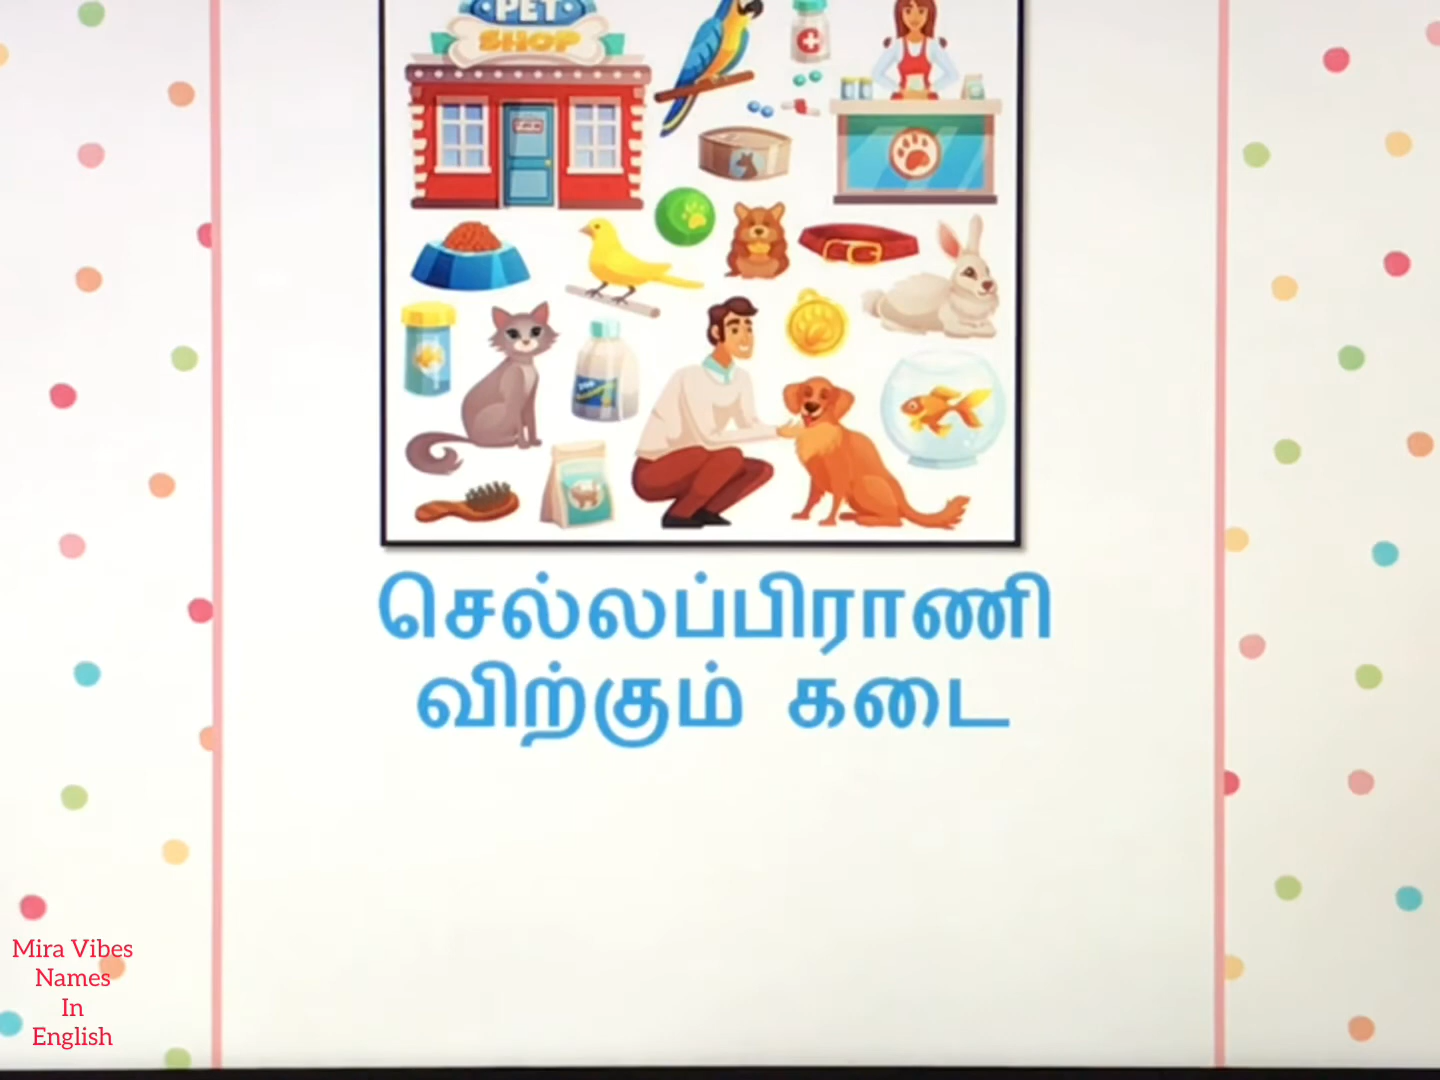 PET
SHOP
செல்லப்பிராணி
விற்கும் கடை
Mira Vibes
Names
In
English